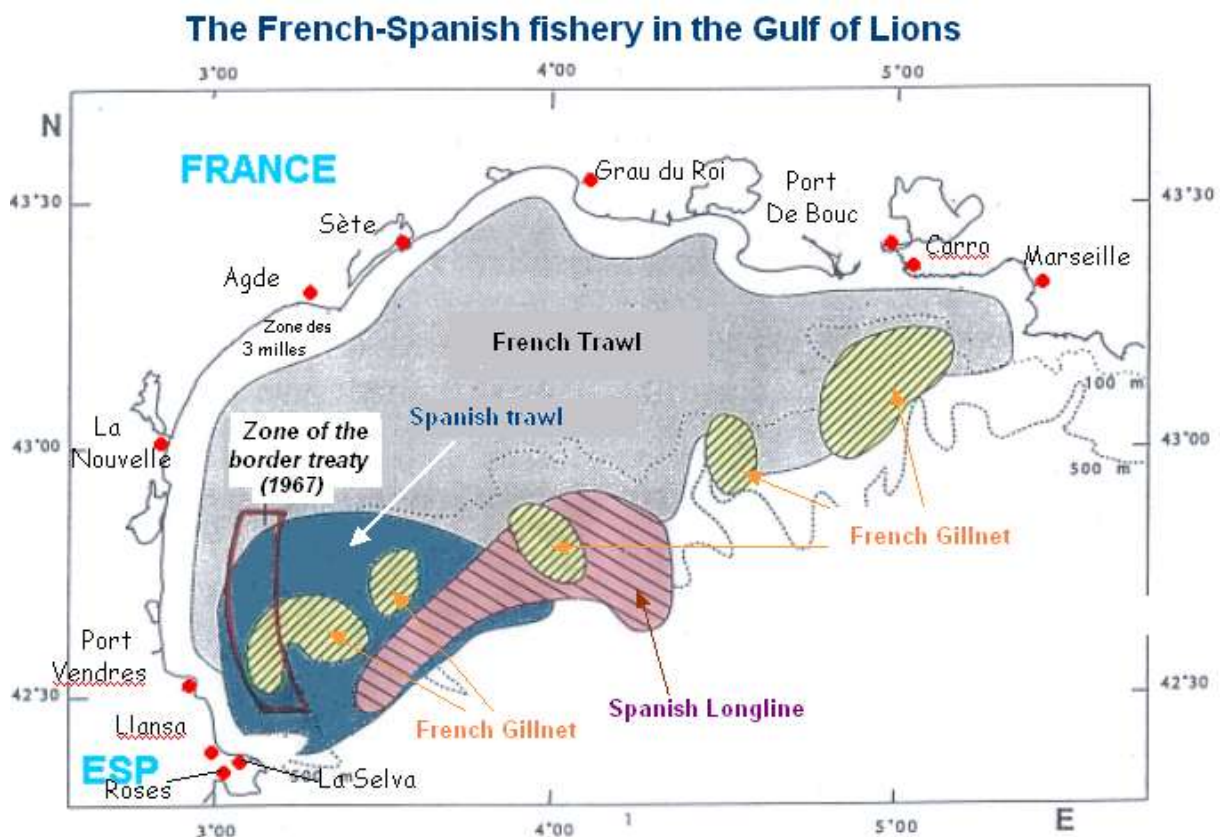 The French-Spanish fishery in the Gulf of Lions
3°00
4°00
5°00
N
FRANCE
43°30
43°30
Grau du Roi
Port
De Bouc
Sète
Carro
Marseille
Agde
Zone des
3 milles
French Trawl
100 m
Spanish trawl
La
Nouvelle
Zone of the
border treaty
(1967)
43°00
43°00
500 m
French Gillnet
Port
Vendres
42°30
42°30
Spanish Longline
French Gillnet
Llansa
ESP
500 m
La Selva
Roses
3°00
4°00
1
5°00
E